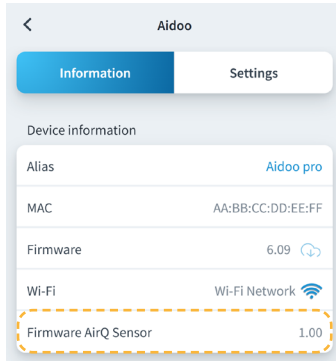 Aidoo
Information Settings
Device information
Alias Aidoo pro
MAC AA:BB:CC:DD:EE:FF
Firmware 6.09
Wi-Fi Wi-Fi Network
Firmware AirQ Sensor 1.00